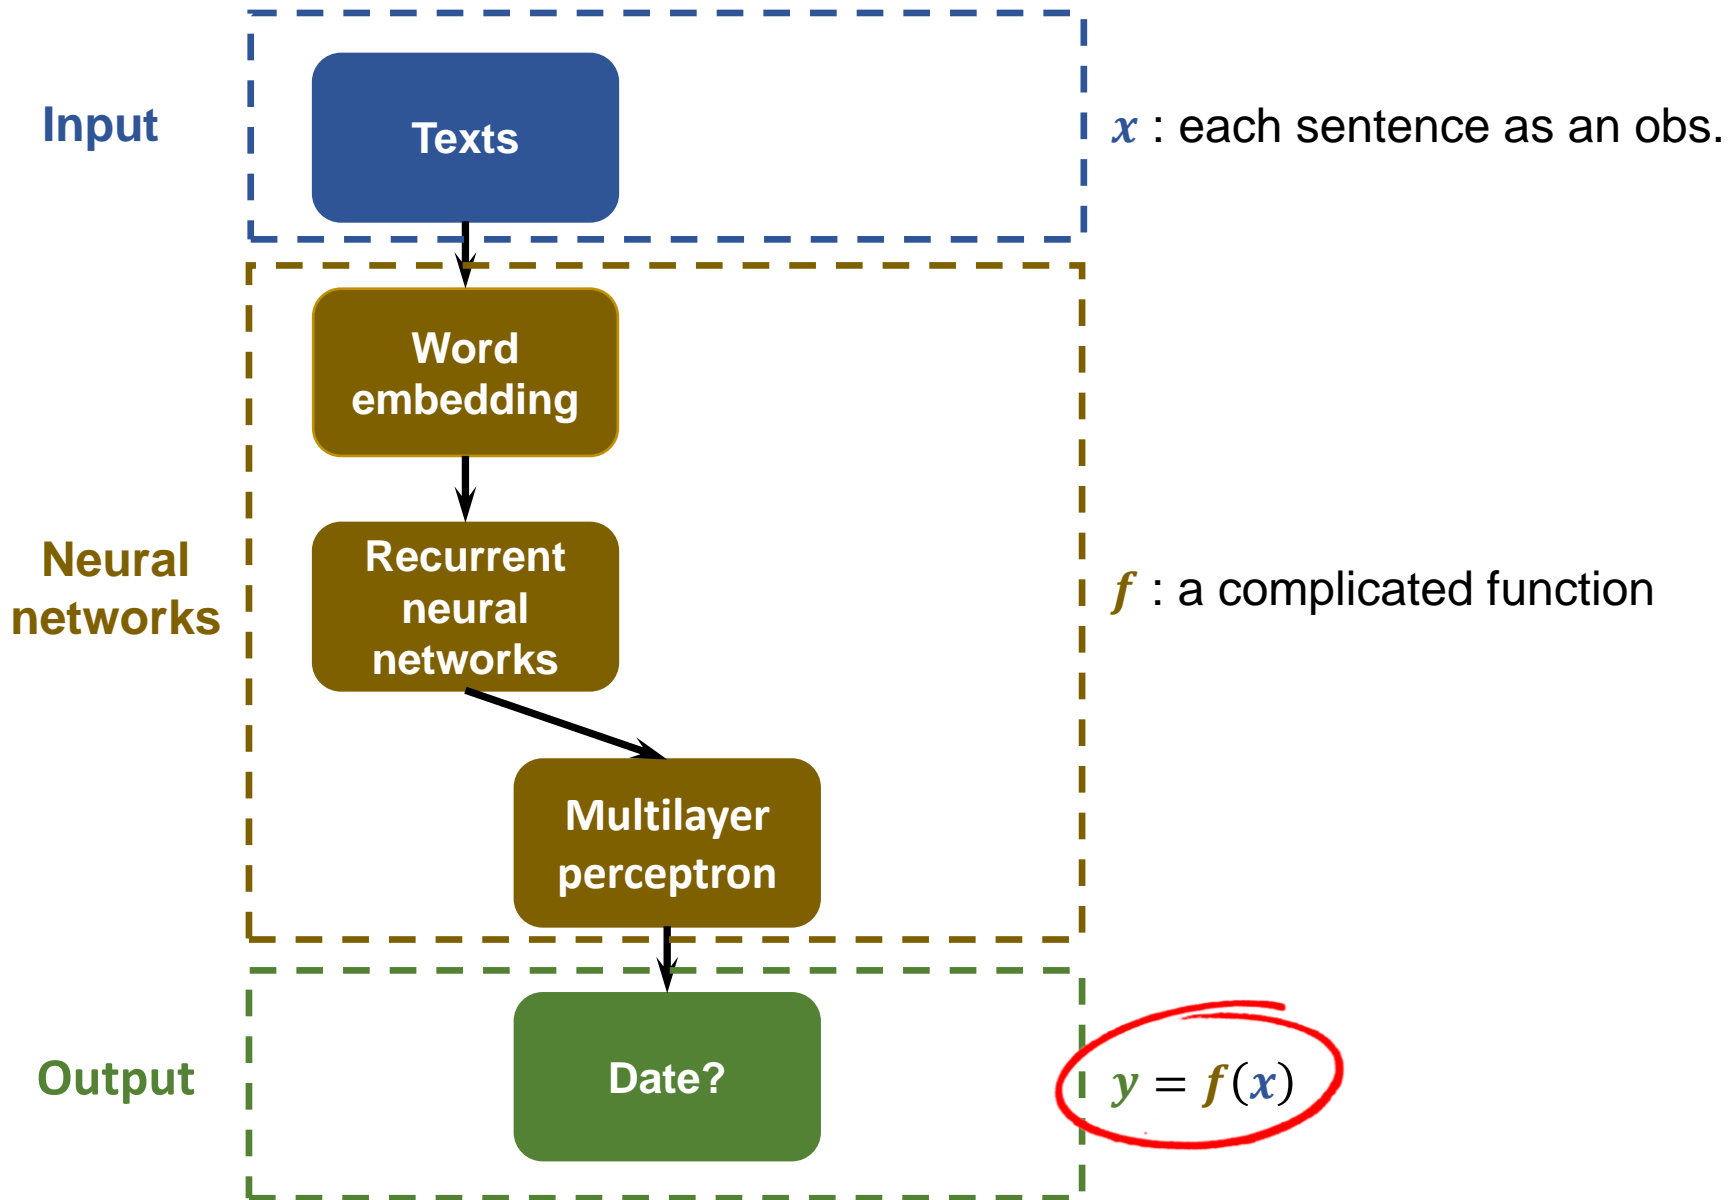 Input
Texts
x : each sentence as an obs.
Word
embedding
Neural
networks
Recurrent
neural
networks
f : a complicated function
Multilayer
perceptron
Output
Date?
y = f(x)